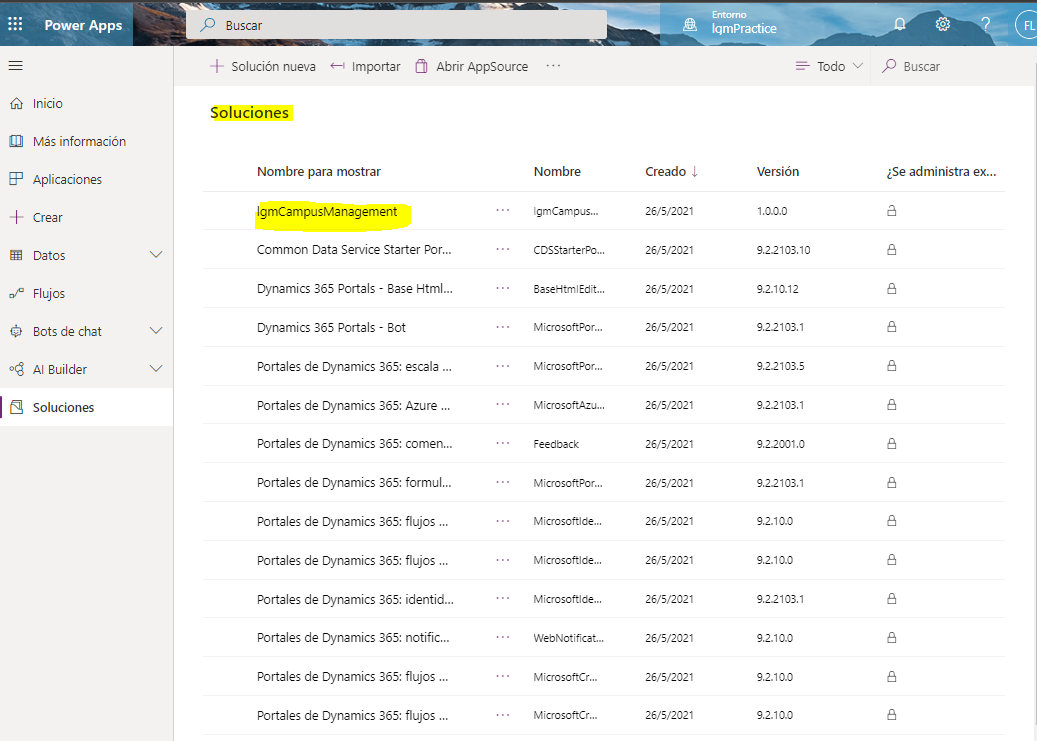 Power Apps
Buscar
Entorno
lqmPractice
?
FL
Solución nueva
Importar
Abrir AppSource
...
Todo
Buscar
Inicio
Más información
Aplicaciones
Crear
Datos
Flujos
Bots de chat
AI Builder
Soluciones
Soluciones
Nombre para mostrar Nombre Creado ↓ Versión ¿Se administra ex...
lgmCampusManagement ... lgmCampus... 26/5/2021 1.0.0.0
Common Data Service Starter Por... ... CDSStarterPo... 26/5/2021 9.2.2103.10
Dynamics 365 Portals - Base Html... ... BaseHtmlEdit... 26/5/2021 9.2.10.12
Dynamics 365 Portals - Bot ... MicrosoftPor... 26/5/2021 9.2.2103.1
Portales de Dynamics 365: escala ... ... MicrosoftPor... 26/5/2021 9.2.2103.5
Portales de Dynamics 365: Azure ... ... MicrosoftAzu... 26/5/2021 9.2.2103.1
Portales de Dynamics 365: comen... ... Feedback 26/5/2021 9.2.2001.0
Portales de Dynamics 365: formul... ... MicrosoftPor... 26/5/2021 9.2.2103.1
Portales de Dynamics 365: flujos ... ... MicrosoftIde... 26/5/2021 9.2.10.0
Portales de Dynamics 365: flujos ... ... MicrosoftIde... 26/5/2021 9.2.10.0
Portales de Dynamics 365: identid... ... MicrosoftIde... 26/5/2021 9.2.2103.1
Portales de Dynamics 365: notific... ... WebNotificat... 26/5/2021 9.2.10.0
Portales de Dynamics 365: flujos ... ... MicrosoftCr... 26/5/2021 9.2.10.0
Portales de Dynamics 365: flujos ... ... MicrosoftCr... 26/5/2021 9.2.10.0